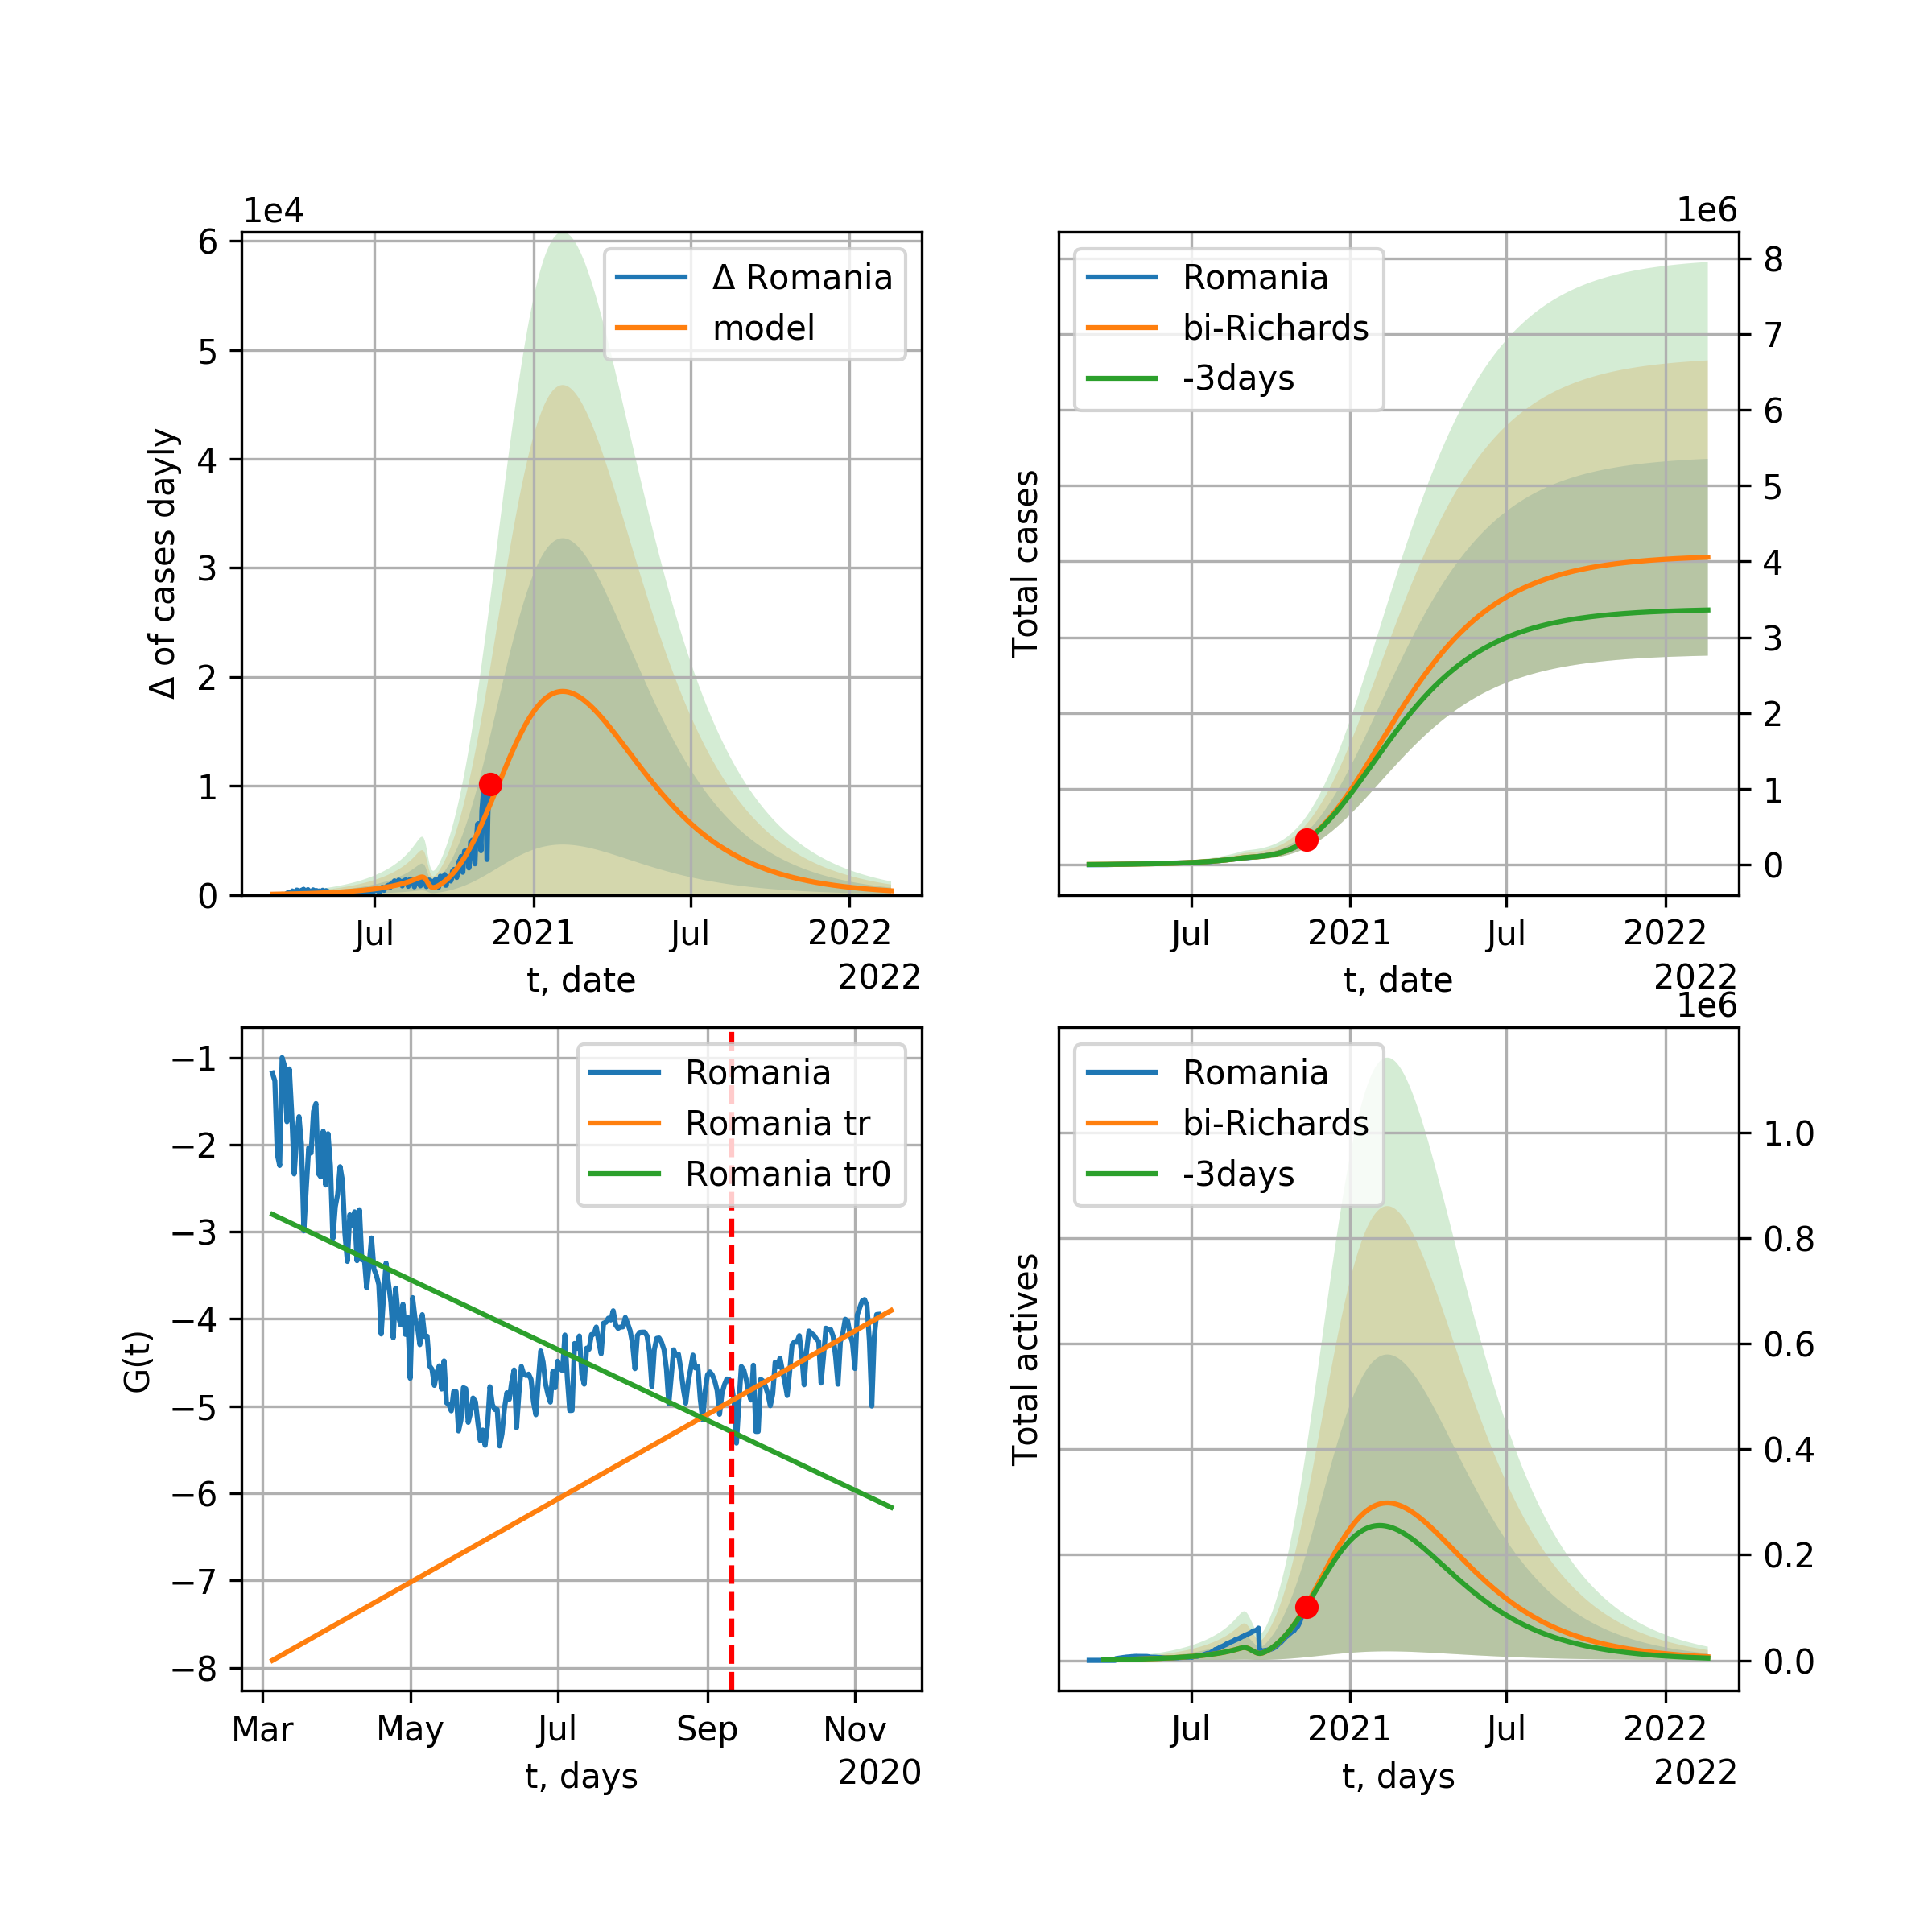 1e4
6
5
4
3
2
1
0
Δ of cases dayly
Δ Romania
model
Jul
2021
Jul
2022
t, date
2022
1e6
8
7
6
5
4
3
2
1
0
Total cases
Romania
bi-Richards
-3days
Jul
2021
Jul
2022
t, date
2022
−1
−2
−3
−4
−5
−6
−7
−8
G(t)
Romania
Romania tr
Romania tr0
Mar
May
Jul
Sep
Nov
t, days
2020
1e6
1.0
0.8
0.6
0.4
0.2
0.0
Total actives
Romania
bi-Richards
-3days
Jul
2021
Jul
2022
t, days
2022